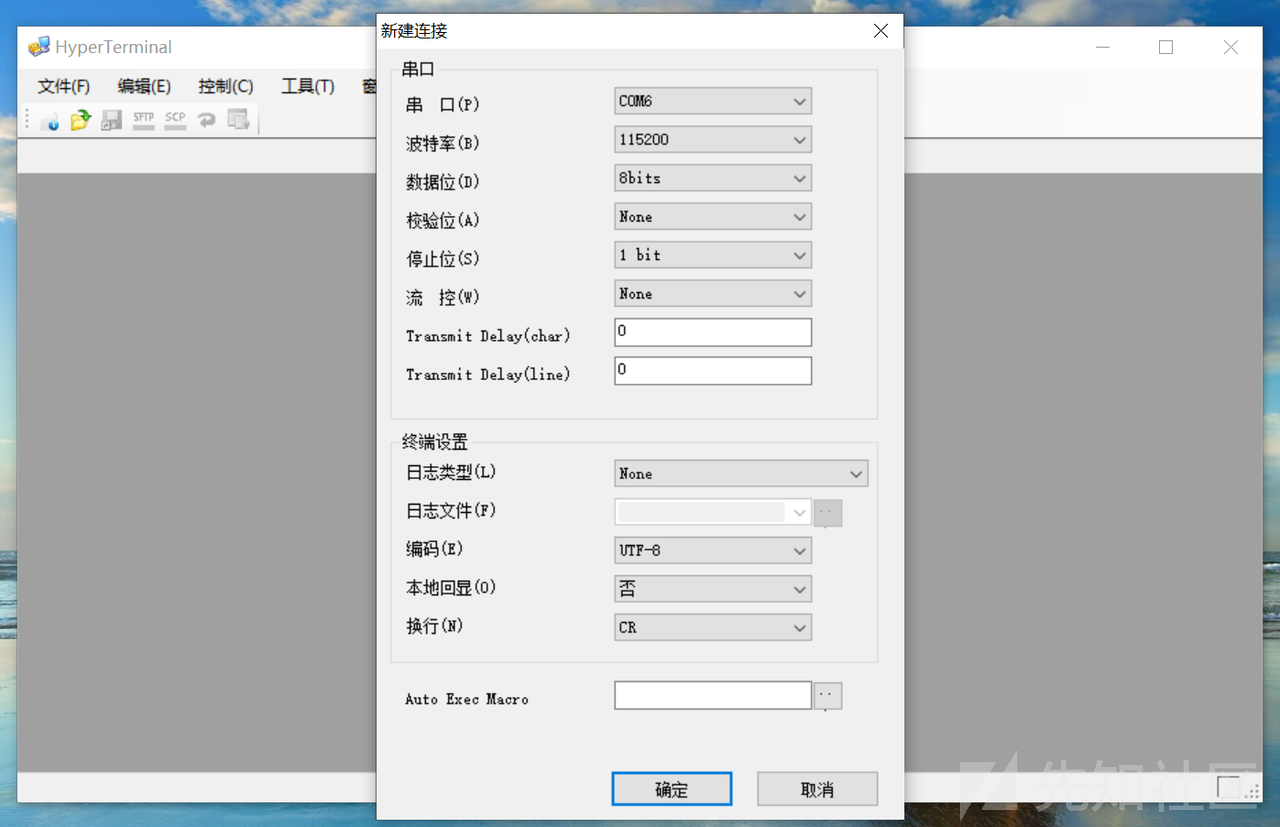 新建连接
HyperTerminal
文件(F) 编辑(E) 控制(C) 工具(T) 窗
SFTP SCP
串口
串 口(P) COM6
波特率(B) 115200
数据位(D) 8bits
校验位(A) None
停止位(S) 1 bit
流 控(W) None
Transmit Delay(char) 0
Transmit Delay(line) 0
终端设置
日志类型(L) None
日志文件(F) ..
编码(E) UTF-8
本地回显(O) 否
换行(N) CR
Auto Exec Macro ..
确定 取消
先知社区